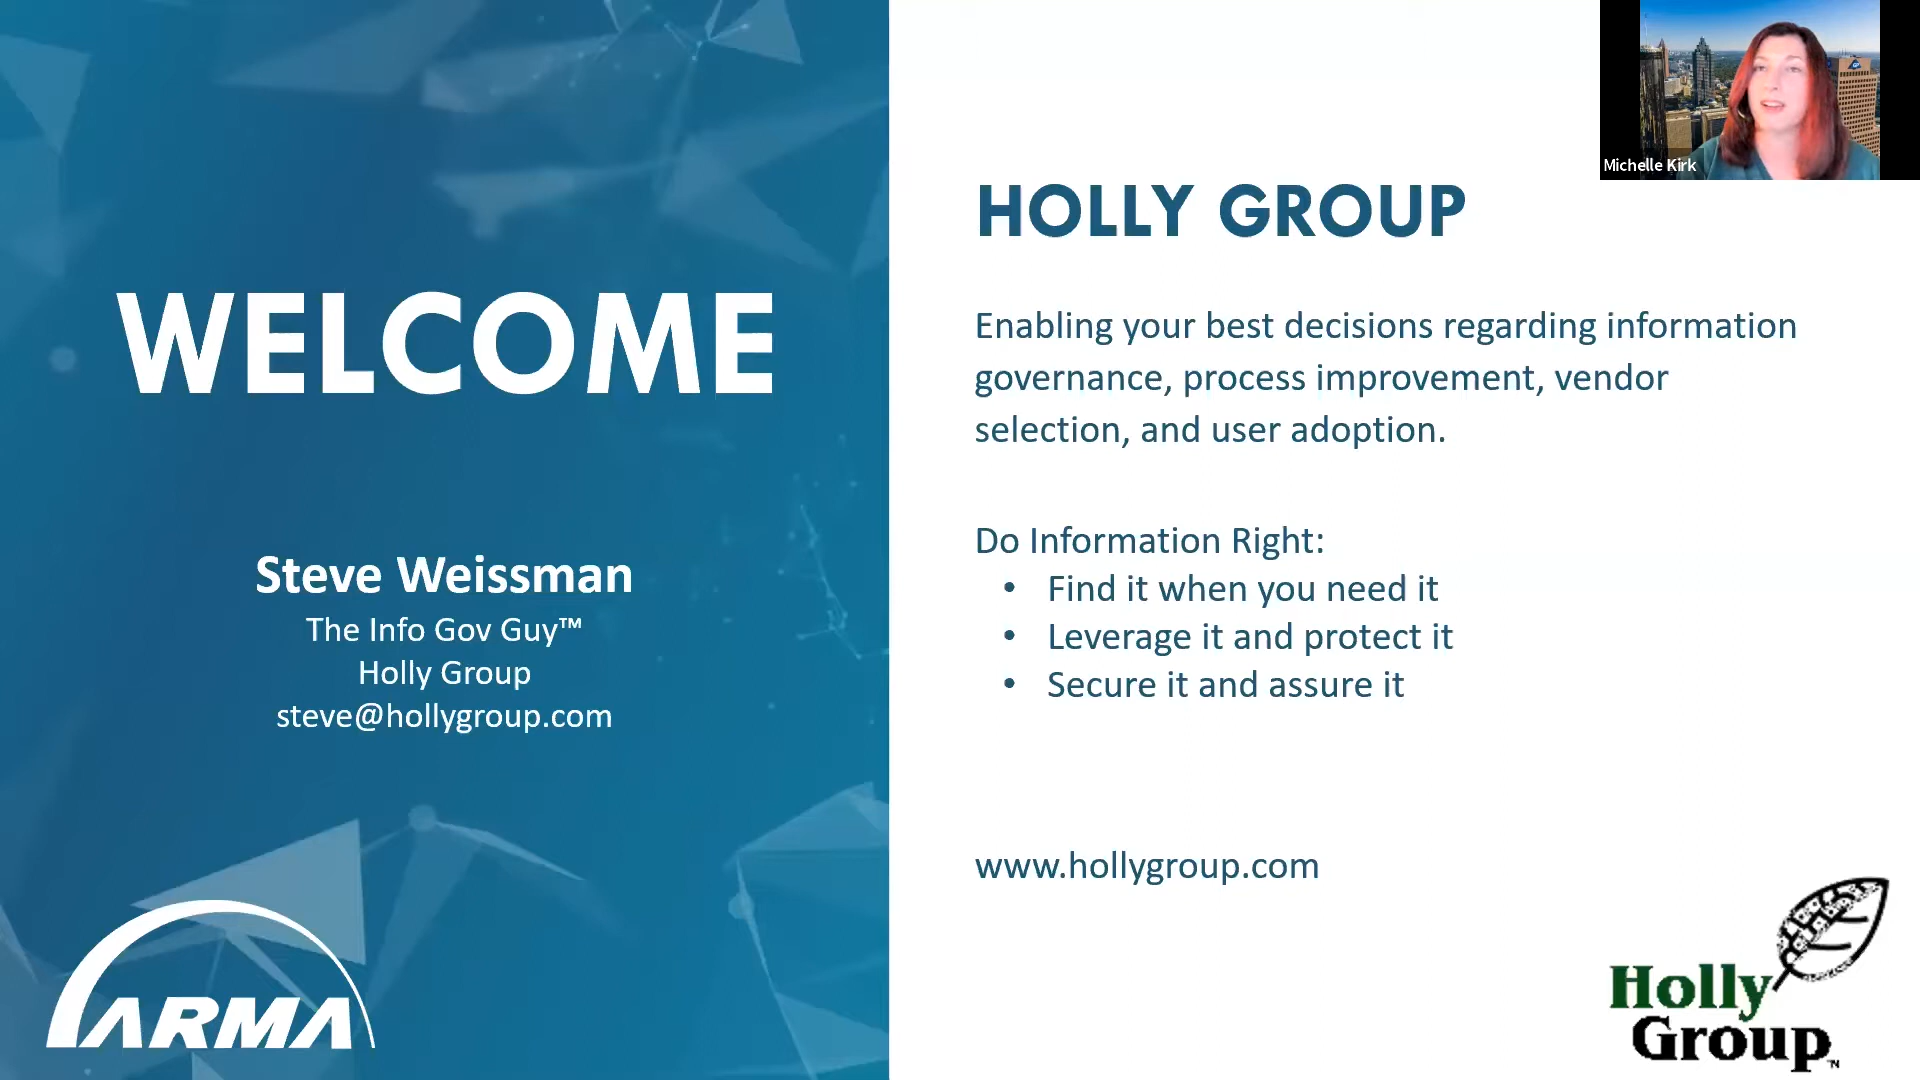 WELCOME
Steve Weissman
The Info Gov Guy™
Holly Group
steve@hollygroup.com
ARMA
HOLLY GROUP
Enabling your best decisions regarding information
governance, process improvement, vendor
selection, and user adoption.
Do Information Right:
• Find it when you need it
• Leverage it and protect it
• Secure it and assure it
www.hollygroup.com
Holly
Group™
Michelle Kirk